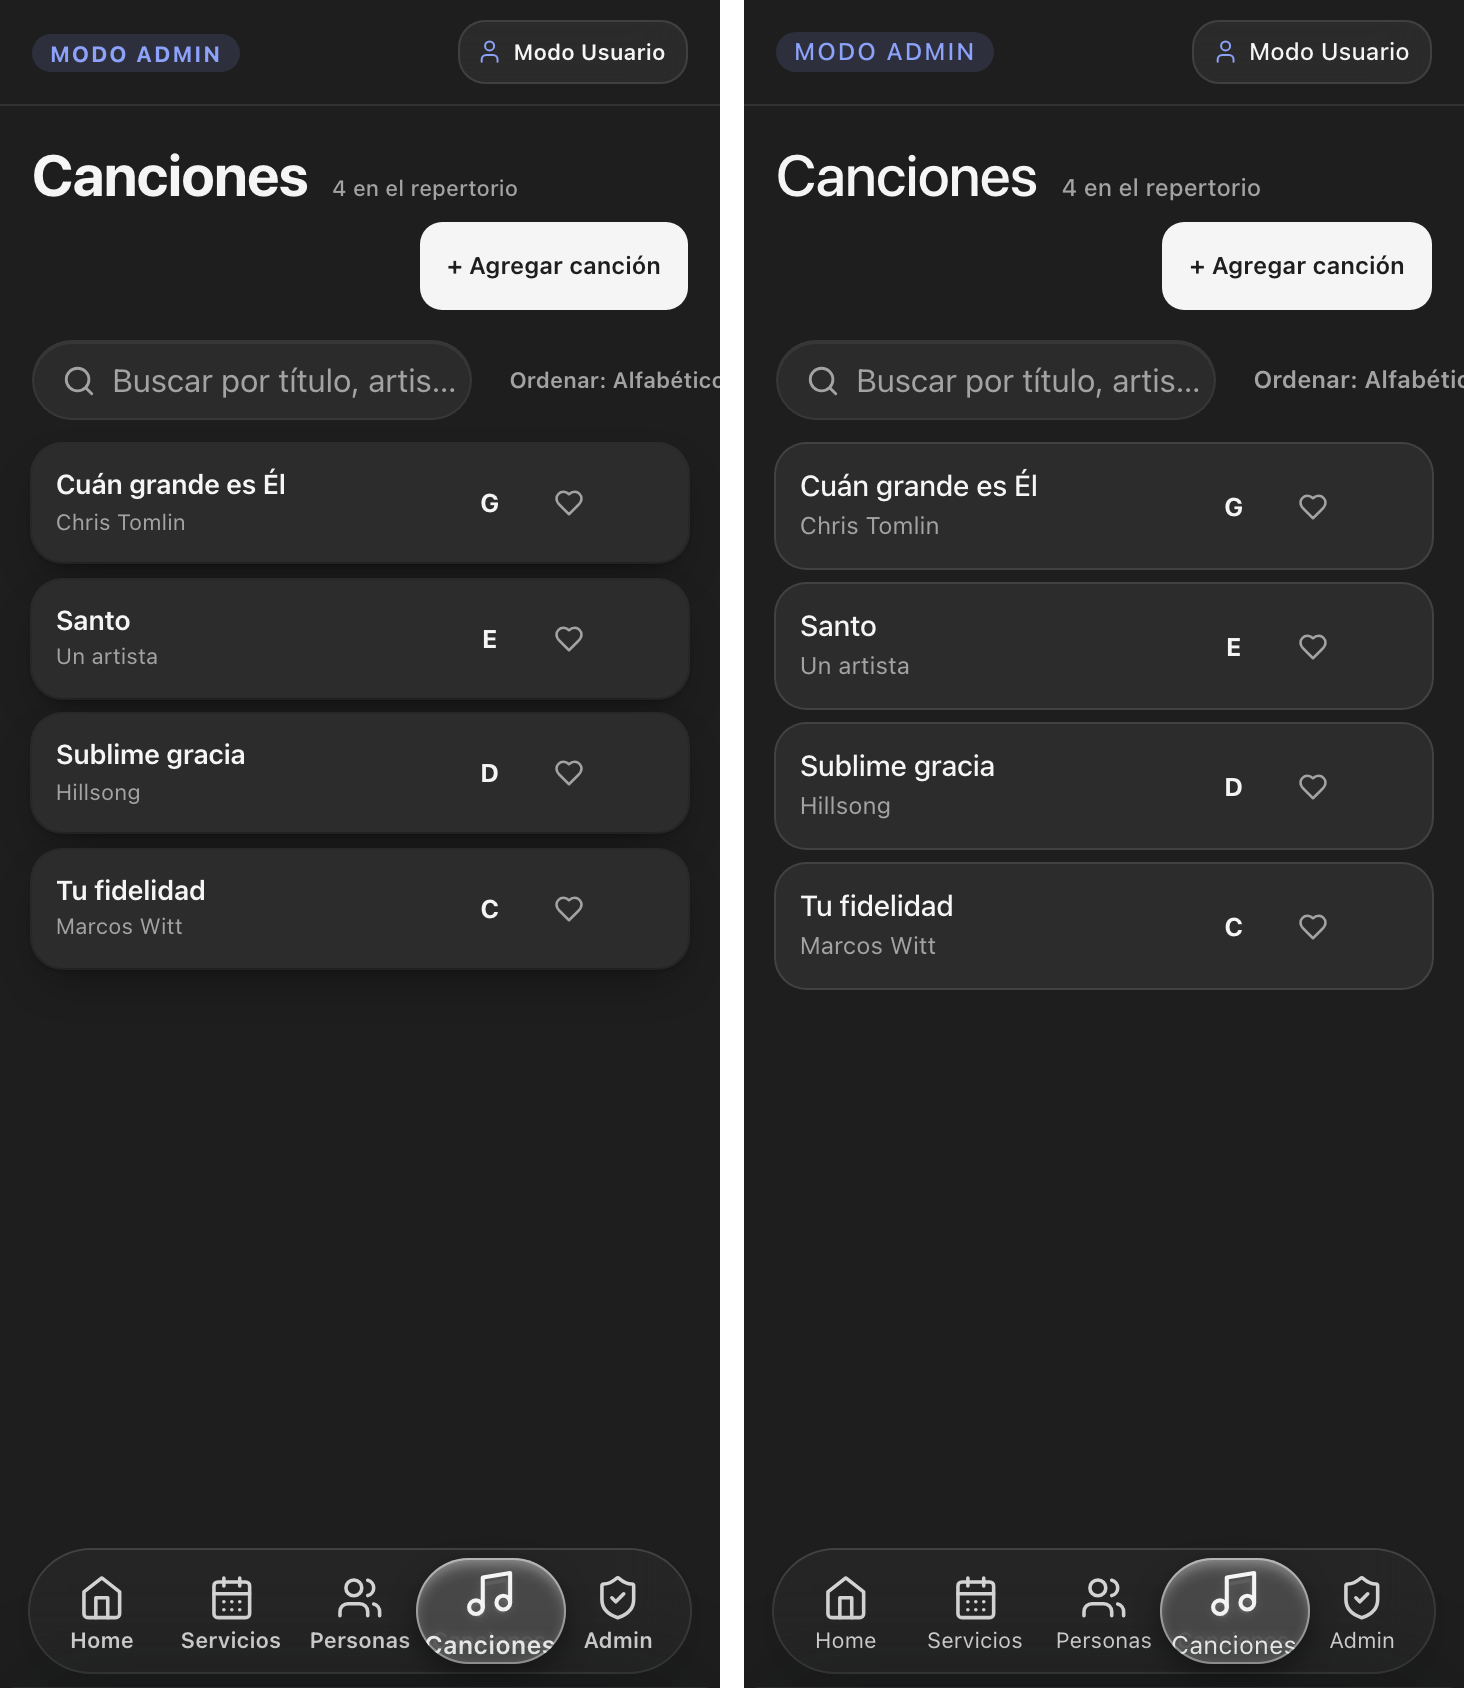 MODO ADMIN
Modo Usuario
Canciones
4 en el repertorio
+ Agregar canción
Buscar por título, artis...
Ordenar: Alfabético
Cuán grande es Él
Chris Tomlin
G
Santo
Un artista
E
Sublime gracia
Hillsong
D
Tu fidelidad
Marcos Witt
C
Home
Servicios
Personas
Canciones
Admin
MODO ADMIN
Modo Usuario
Canciones
4 en el repertorio
+ Agregar canción
Buscar por título, artis...
Ordenar: Alfabétic
Cuán grande es Él
Chris Tomlin
G
Santo
Un artista
E
Sublime gracia
Hillsong
D
Tu fidelidad
Marcos Witt
C
Home
Servicios
Personas
Canciones
Admin